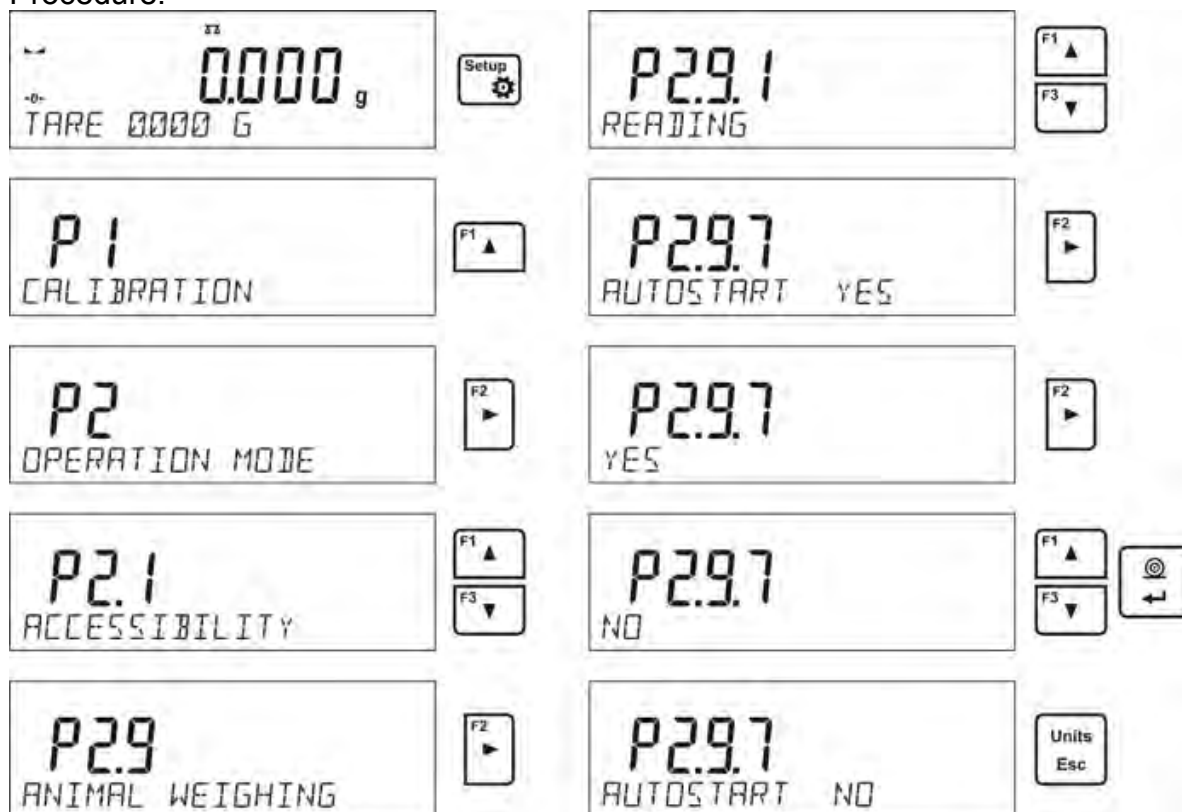 Procedure:
0.000 g
-0-
TARE 0.000 G
Setup
P1
CALIBRATION
F1
P2
OPERATION MODE
F2
P2.1
ACCESSIBILITY
F1
F3
P2.9
ANIMAL WEIGHING
F2
P2.9.1
READING
F1
F3
P2.9.7
AUTOSTART YES
F2
P2.9.7
YES
F2
P2.9.7
NO
F1
F3
P2.9.7
AUTOSTART NO
Units
Esc